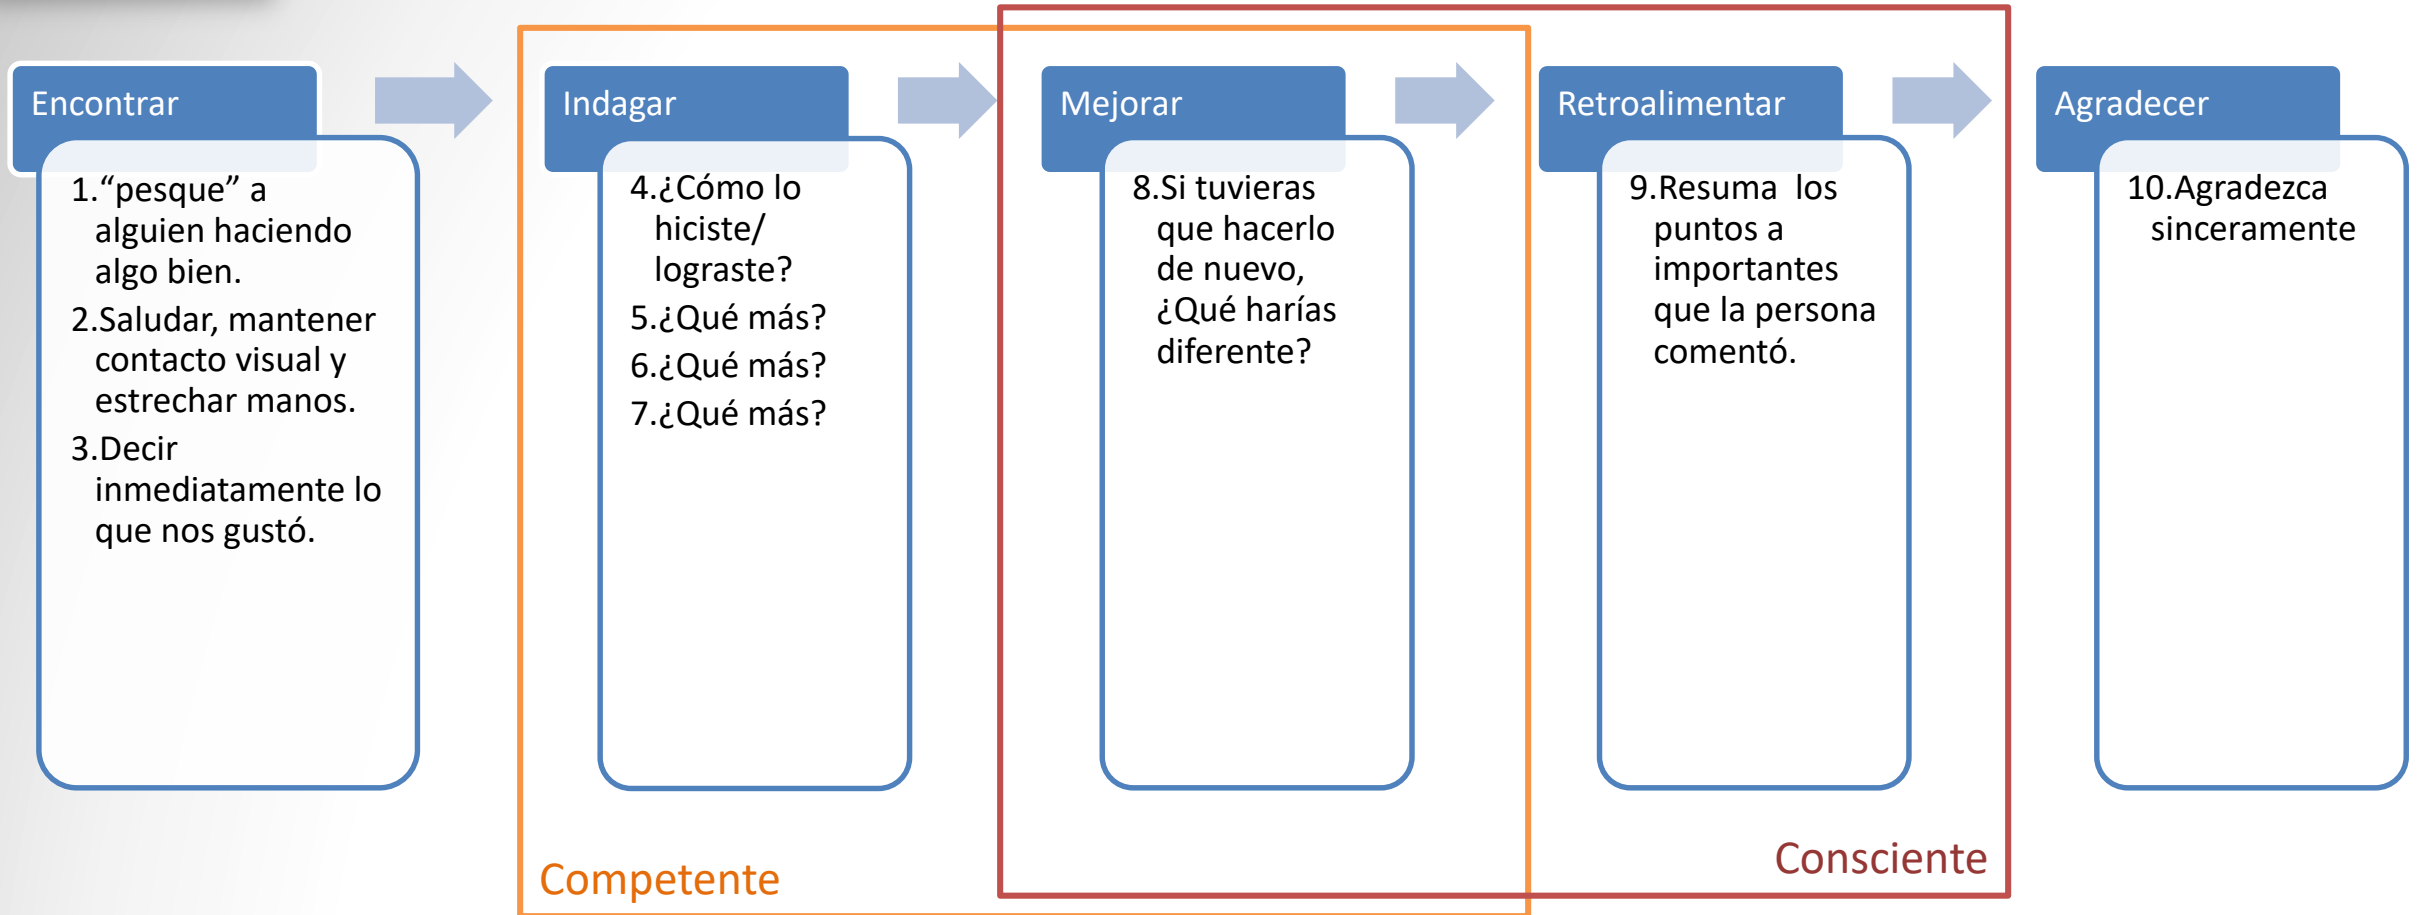 Encontrar
1.“pesque” a
alguien haciendo
algo bien.
2.Saludar, mantener
contacto visual y
estrechar manos.
3.Decir
inmediatamente lo
que nos gustó.
Indagar
4.¿Cómo lo
hiciste/
lograste?
5.¿Qué más?
6.¿Qué más?
7.¿Qué más?
Mejorar
8.Si tuvieras
que hacerlo
de nuevo,
¿Qué harías
diferente?
Retroalimentar
9.Resuma  los
puntos a
importantes
que la persona
comentó.
Agradecer
10.Agradezca
sinceramente
Competente
Consciente